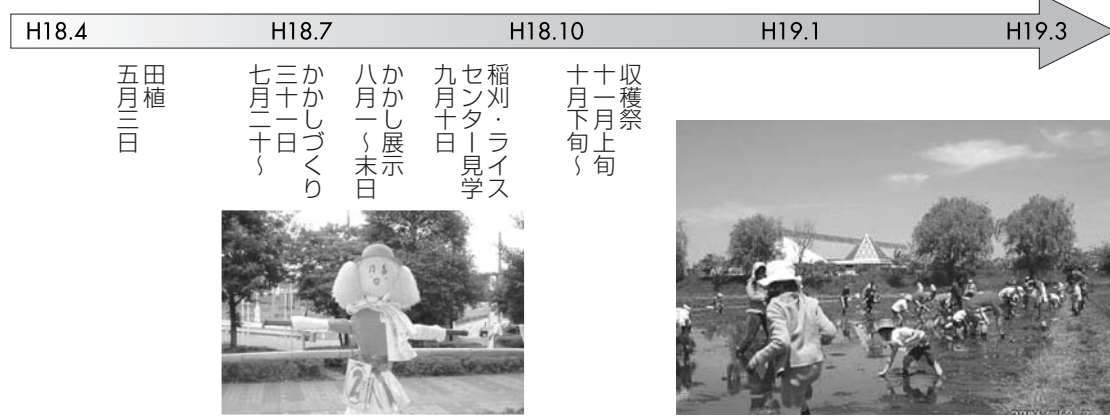 H18.4
H18.7
H18.10
H19.1
H19.3
田植
五月三日
かかしづくり
三十一日
七月二十～
かかし展示
八月一～末日
稲刈・ライス
センター見学
九月十日
収穫祭
十一月上旬
十月下旬～